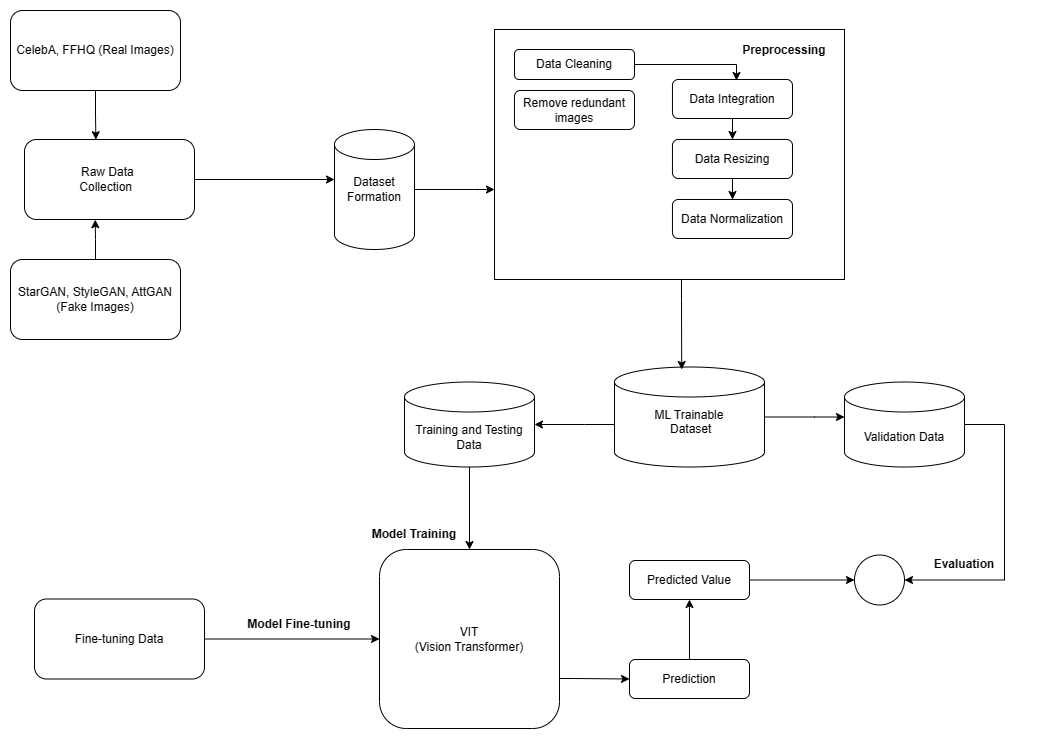 CelebA, FFHQ (Real Images)
Raw Data
Collection
StarGAN, StyleGAN, AttGAN
(Fake Images)
Dataset
Formation
Preprocessing
Data Cleaning
Remove redundant
images
Data Integration
Data Resizing
Data Normalization
Training and Testing
Data
ML Trainable
Dataset
Validation Data
Model Training
Fine-tuning Data
Model Fine-tuning
VIT
(Vision Transformer)
Predicted Value
Prediction
Evaluation